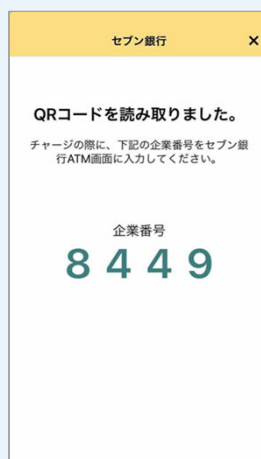 セブン銀行 ×
QRコードを読み取りました。
チャージの際に、下記の企業番号をセブン銀
行ATM画面に入力してください。
企業番号
8449